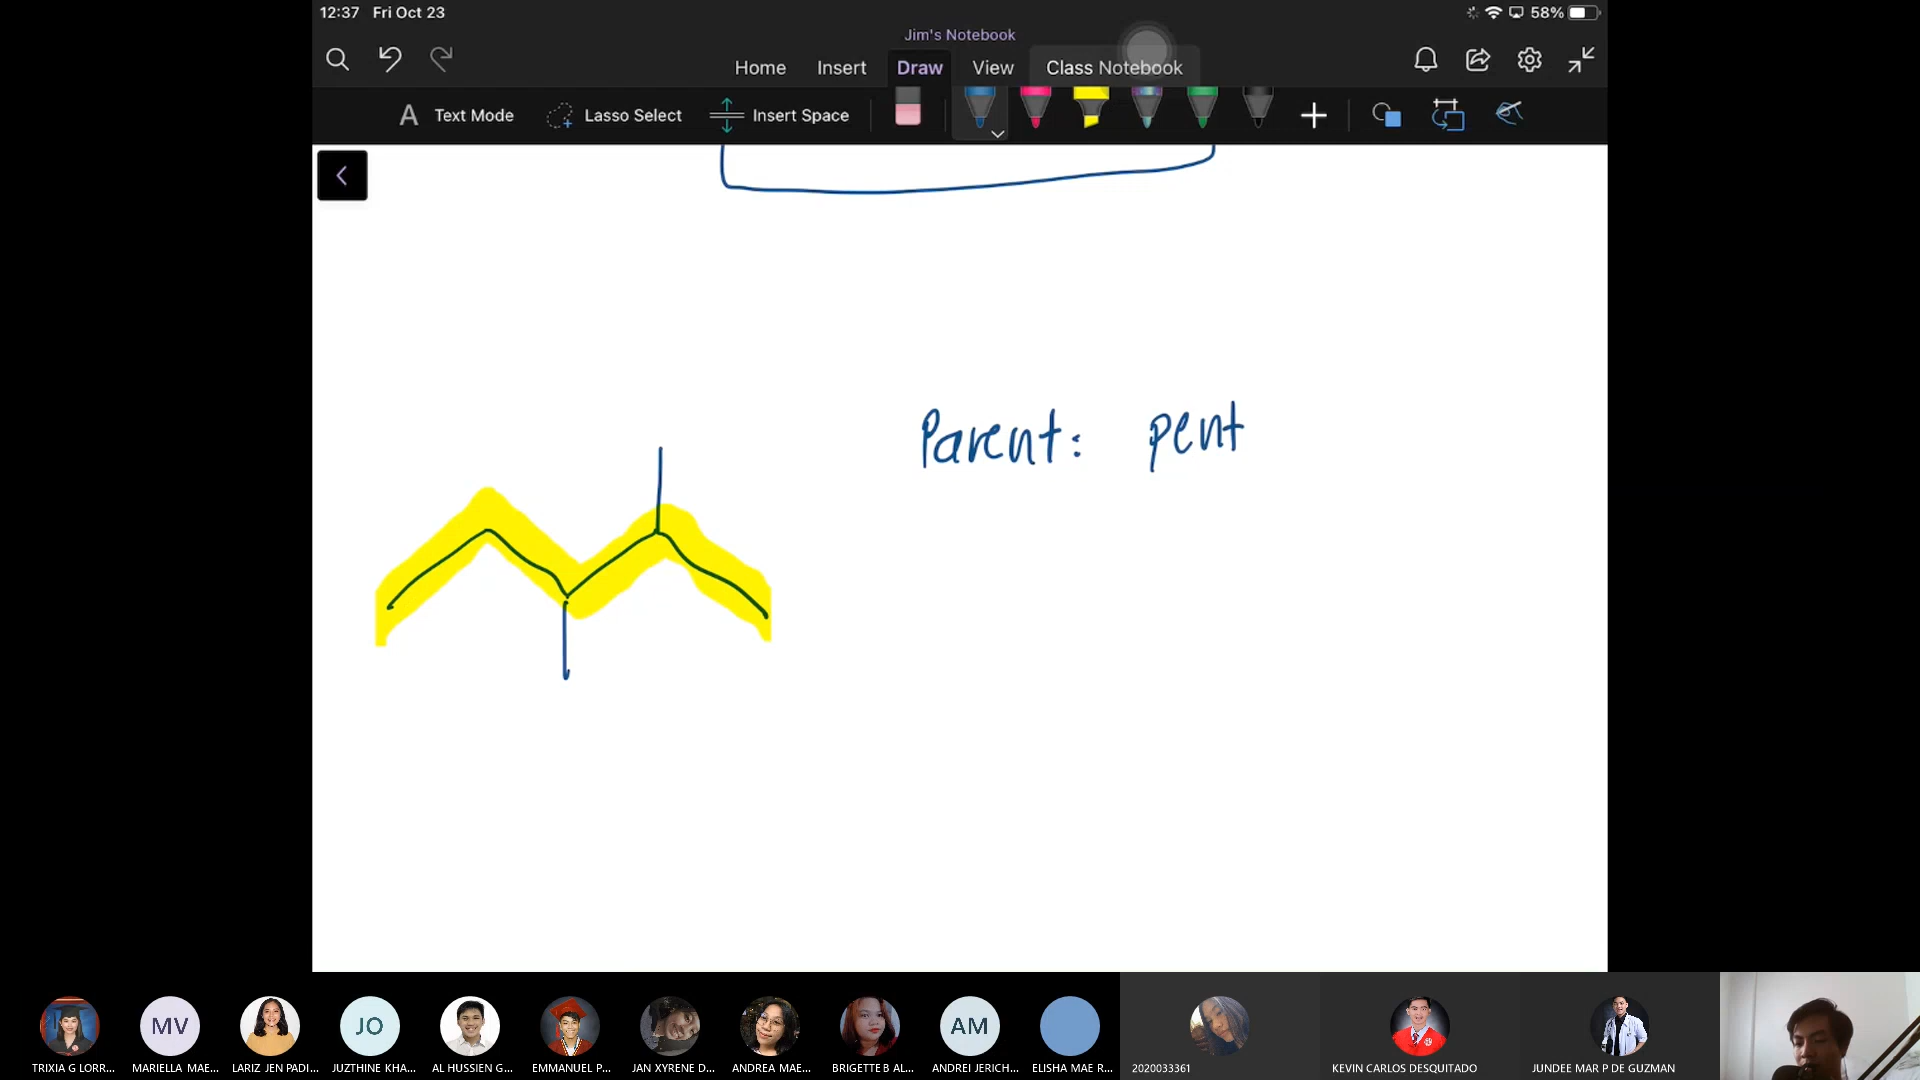 12:37 Fri Oct 23
58%
Jim's Notebook
Home Insert Draw View Class Notebook
A Text Mode Lasso Select Insert Space
Parent: pent
MV
JO
AM
TRIXIA G LORR...
MARIELLA MAE...
LARIZ JEN PADI...
JUZTHINE KHA...
AL HUSSIEN G...
EMMANUEL P...
JAN XYRENE D...
ANDREA MAE...
BRIGETTE B AL...
ANDREI JERICH...
ELISHA MAE R...
2020033361
KEVIN CARLOS DESQUITADO
JUNDEE MAR P DE GUZMAN